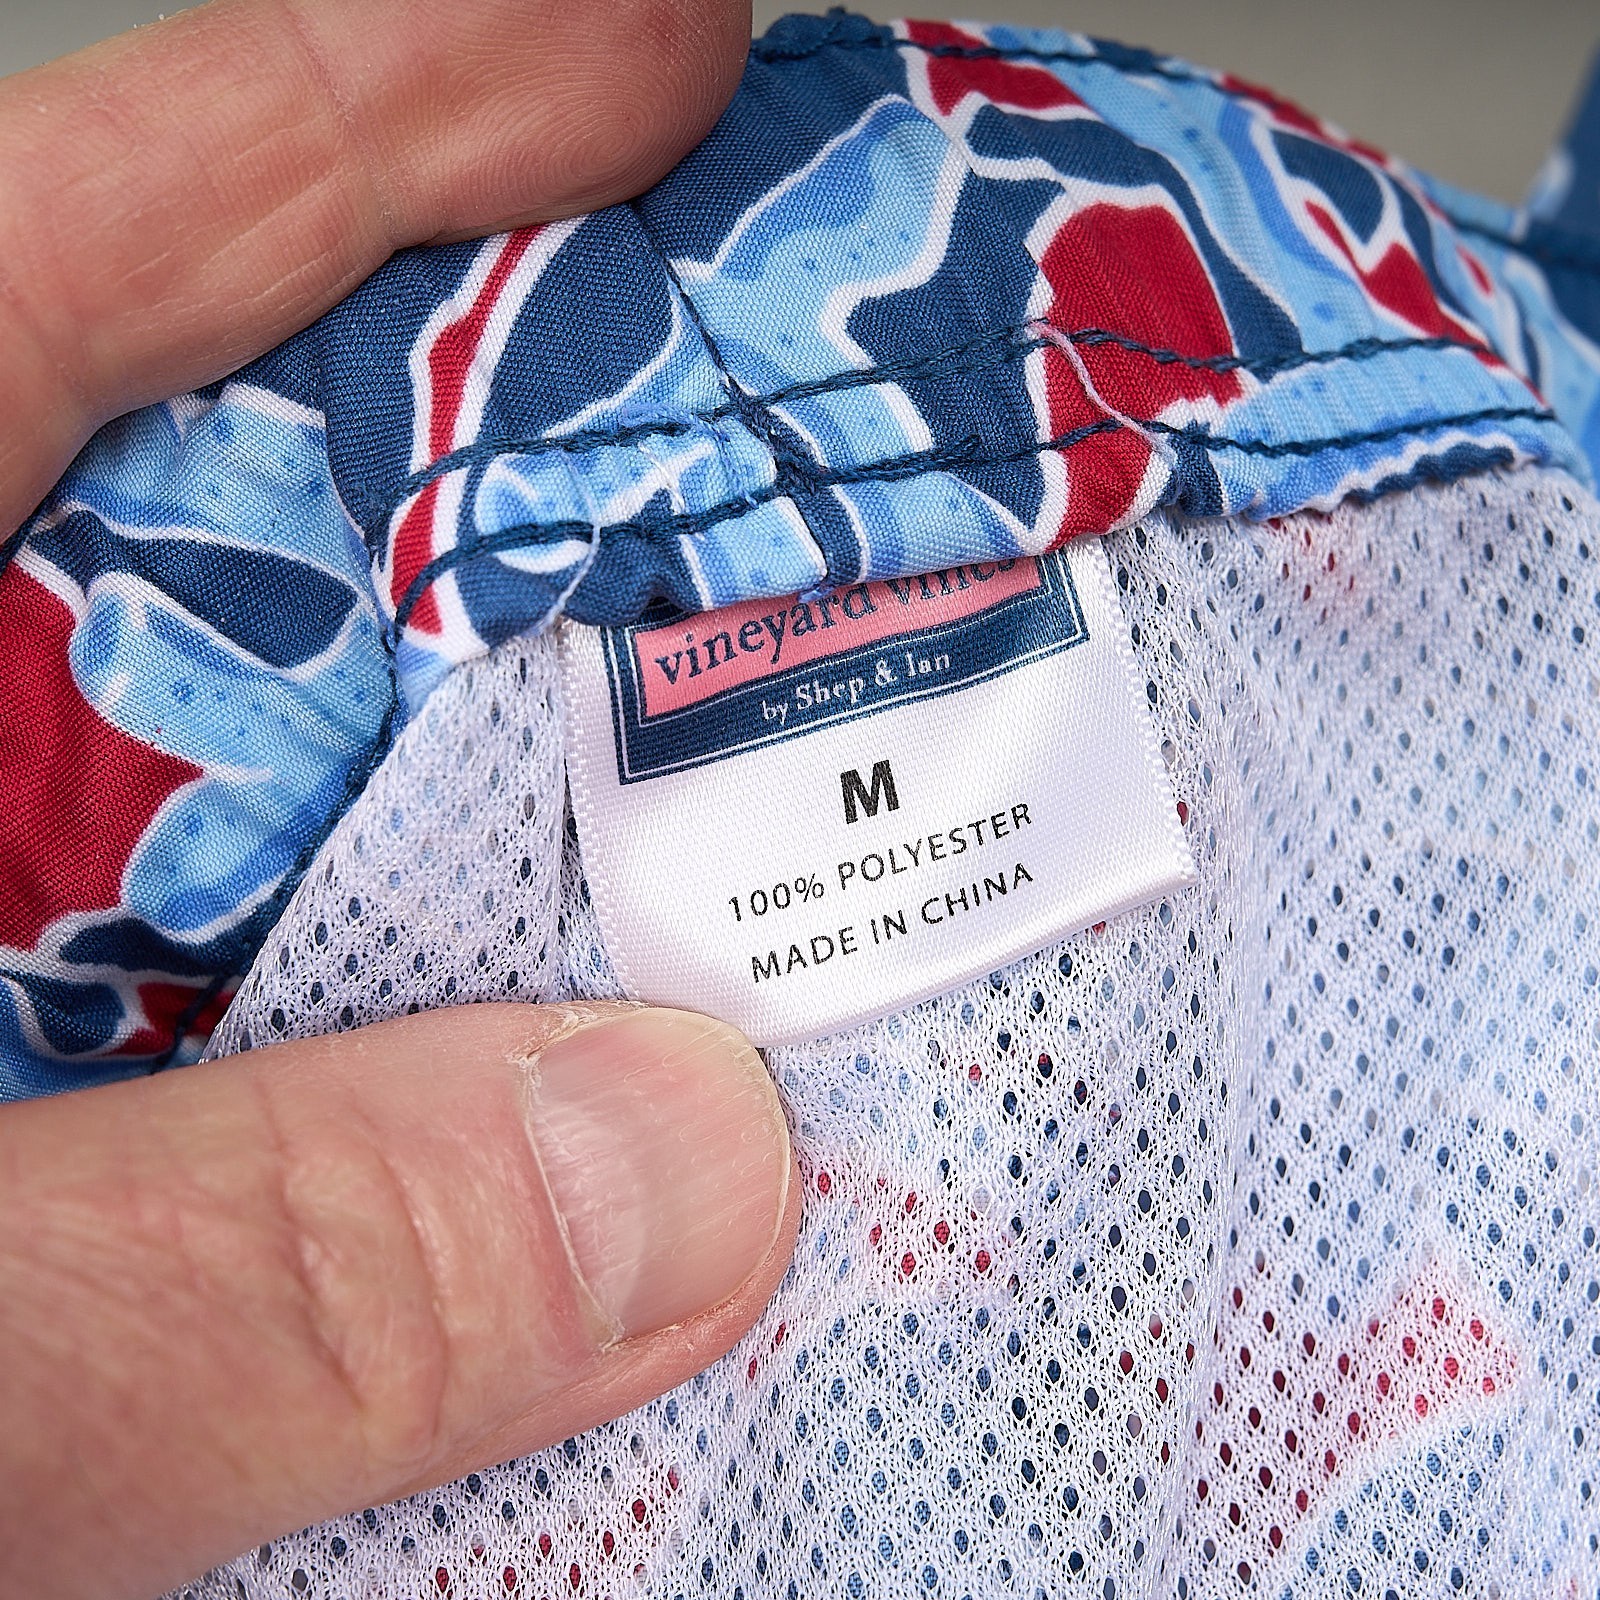 vineyard vines
by Shep & Ian
M
100% POLYESTER
MADE IN CHINA